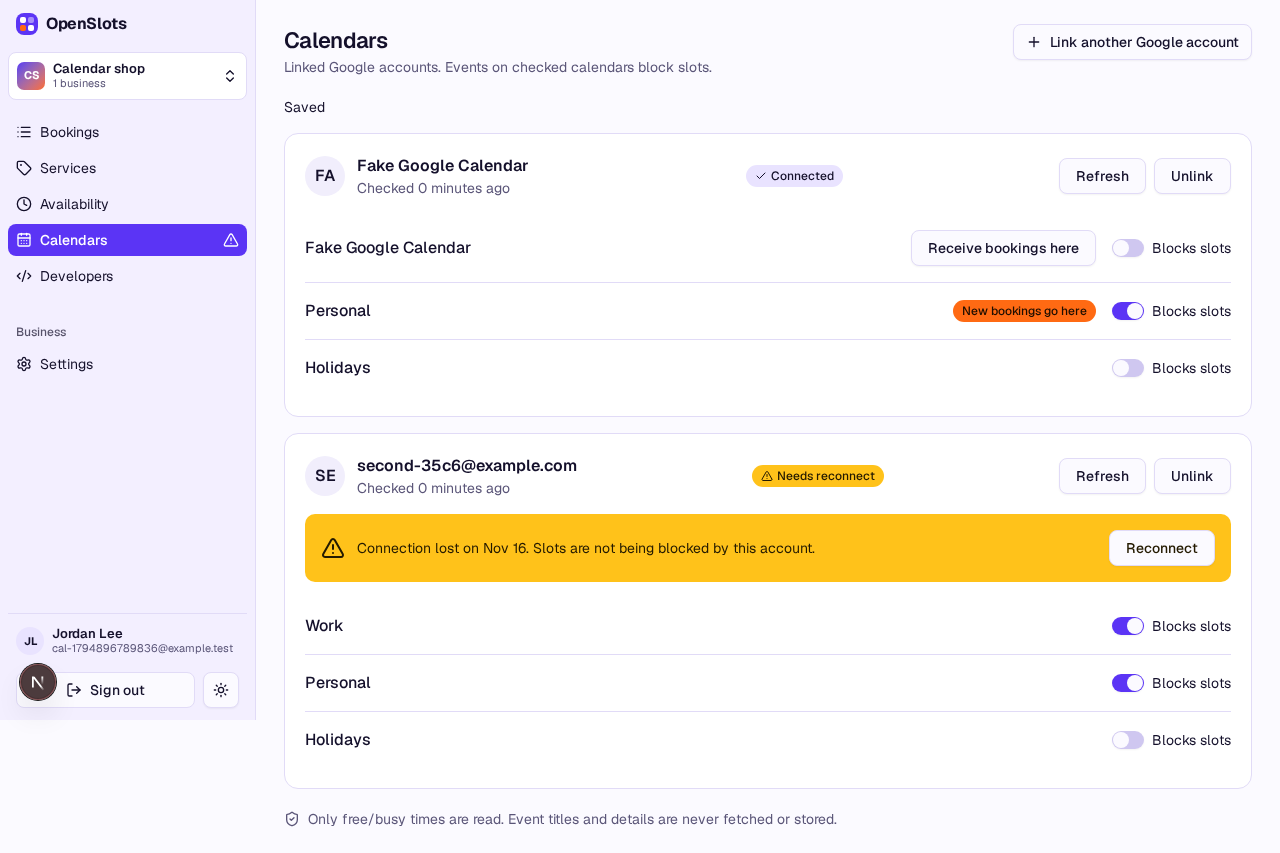 OpenSlots
CS
Calendar shop
1 business
Bookings
Services
Availability
Calendars
Developers
Business
Settings
JL
Jordan Lee
cal-1794896789836@example.test
N
Sign out
Calendars
Linked Google accounts. Events on checked calendars block slots.
Link another Google account
Saved
FA
Fake Google Calendar
Checked 0 minutes ago
Connected
Refresh
Unlink
Fake Google Calendar
Receive bookings here
Blocks slots
Personal
New bookings go here
Blocks slots
Holidays
Blocks slots
SE
second-35c6@example.com
Checked 0 minutes ago
Needs reconnect
Refresh
Unlink
Connection lost on Nov 16. Slots are not being blocked by this account.
Reconnect
Work
Blocks slots
Personal
Blocks slots
Holidays
Blocks slots
Only free/busy times are read. Event titles and details are never fetched or stored.